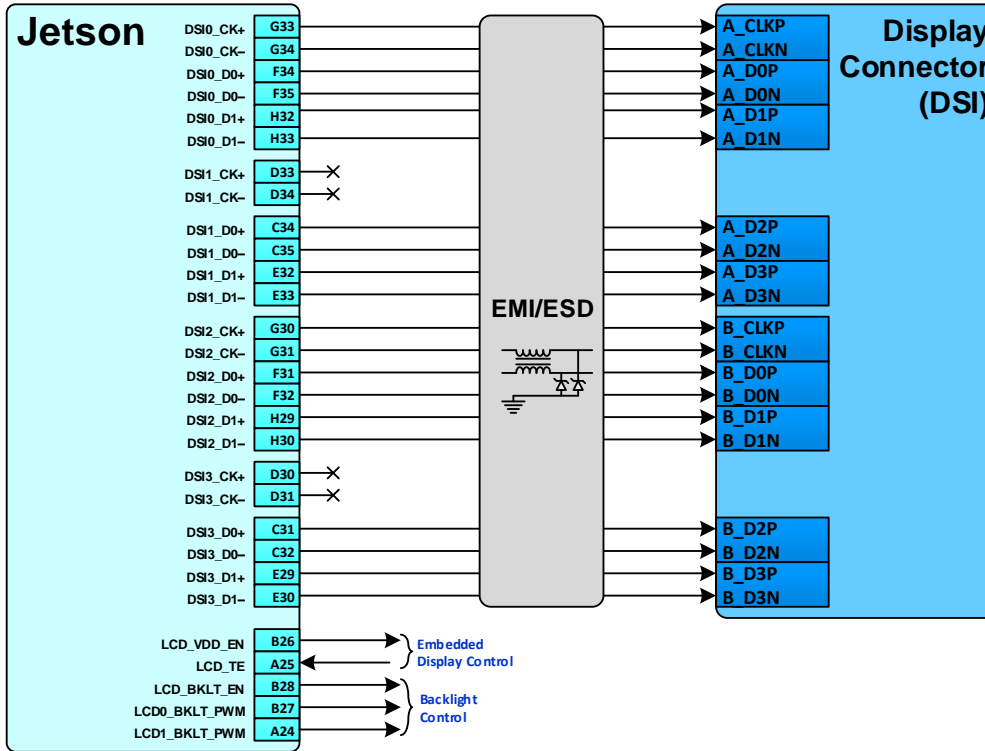 Jetson
DSI0_CK+ G33
DSI0_CK– G34
DSI0_D0+ F34
DSI0_D0– F35
DSI0_D1+ H32
DSI0_D1– H33
DSI1_CK+ D33
DSI1_CK– D34
DSI1_D0+ C34
DSI1_D0– C35
DSI1_D1+ E32
DSI1_D1– E33
DSI2_CK+ G30
DSI2_CK– G31
DSI2_D0+ F31
DSI2_D0– F32
DSI2_D1+ H29
DSI2_D1– H30
DSI3_CK+ D30
DSI3_CK– D31
DSI3_D0+ C31
DSI3_D0– C32
DSI3_D1+ E29
DSI3_D1– E30
LCD_VDD_EN B26
LCD_TE A25
LCD_BKLT_EN B28
LCD0_BKLT_PWM B27
LCD1_BKLT_PWM A24
Embedded
Display Control
Backlight
Control
EMI/ESD
A_CLKP
A_CLKN
A_D0P
A_D0N
A_D1P
A_D1N
A_D2P
A_D2N
A_D3P
A_D3N
B_CLKP
B_CLKN
B_D0P
B_D0N
B_D1P
B_D1N
B_D2P
B_D2N
B_D3P
B_D3N
Display
Connector
(DSI)